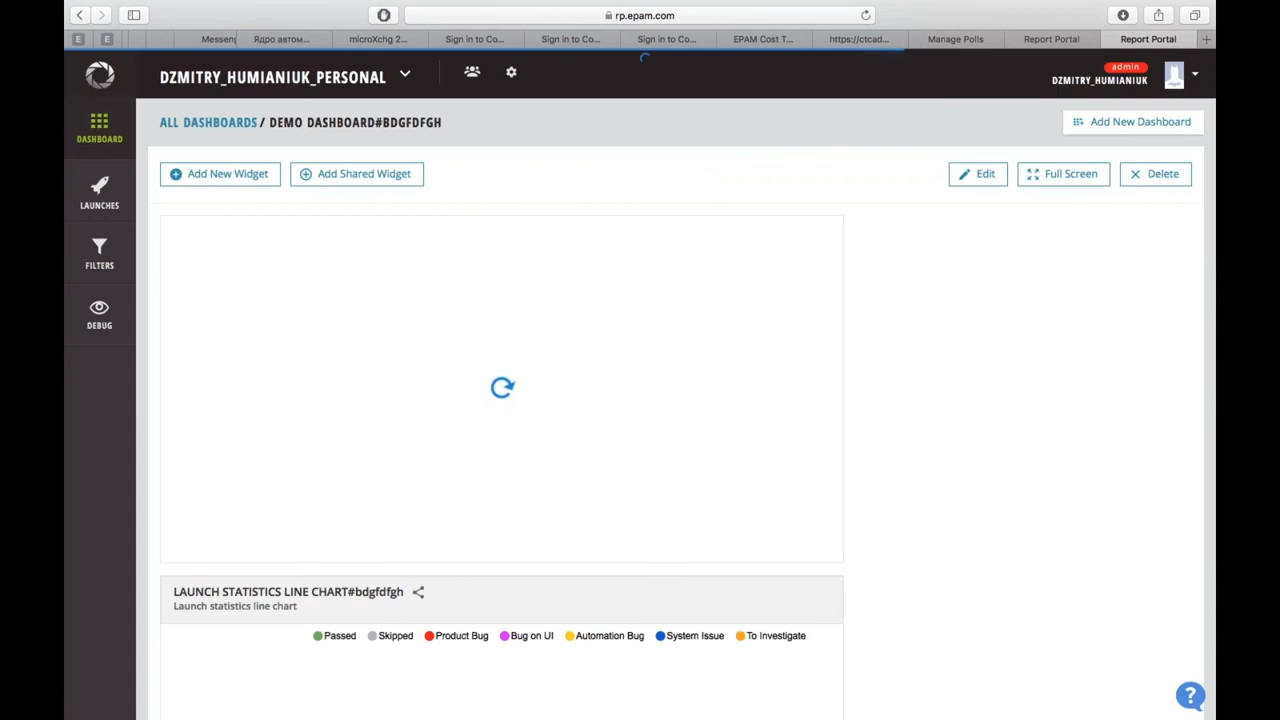 rp.epam.com
E
E
Messenj
Ядро автом...
microXchg 2...
Sign in to Co...
Sign in to Co...
Sign in to Co...
EPAM Cost T...
https://ctcad...
Manage Polls
Report Portal
Report Portal
DZMITRY_HUMIANIUK_PERSONAL
admin
DZMITRY_HUMIANIUK
ALL DASHBOARDS / DEMO DASHBOARD#BDGFDFGH
Add New Dashboard
DASHBOARD
LAUNCHES
FILTERS
DEBUG
Add New Widget
Add Shared Widget
Edit
Full Screen
Delete
LAUNCH STATISTICS LINE CHART#bdgfdfgh
Launch statistics line chart
Passed Skipped Product Bug Bug on UI Automation Bug System Issue To Investigate
?